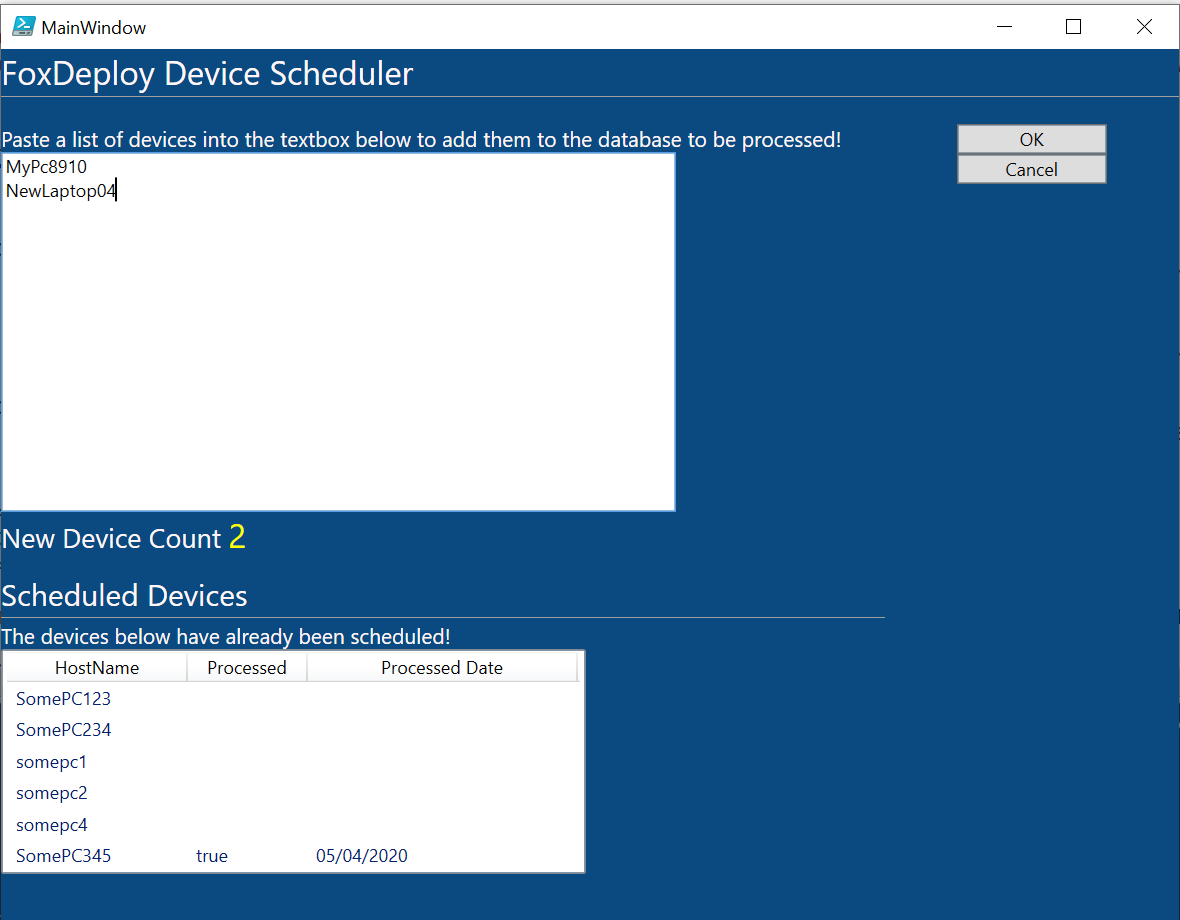 MainWindow
FoxDeploy Device Scheduler
Paste a list of devices into the textbox below to add them to the database to be processed!
OK
Cancel
MyPc8910
NewLaptop04
New Device Count 2
Scheduled Devices
The devices below have already been scheduled!
HostName Processed Processed Date
SomePC123
SomePC234
somepc1
somepc2
somepc4
SomePC345 true 05/04/2020